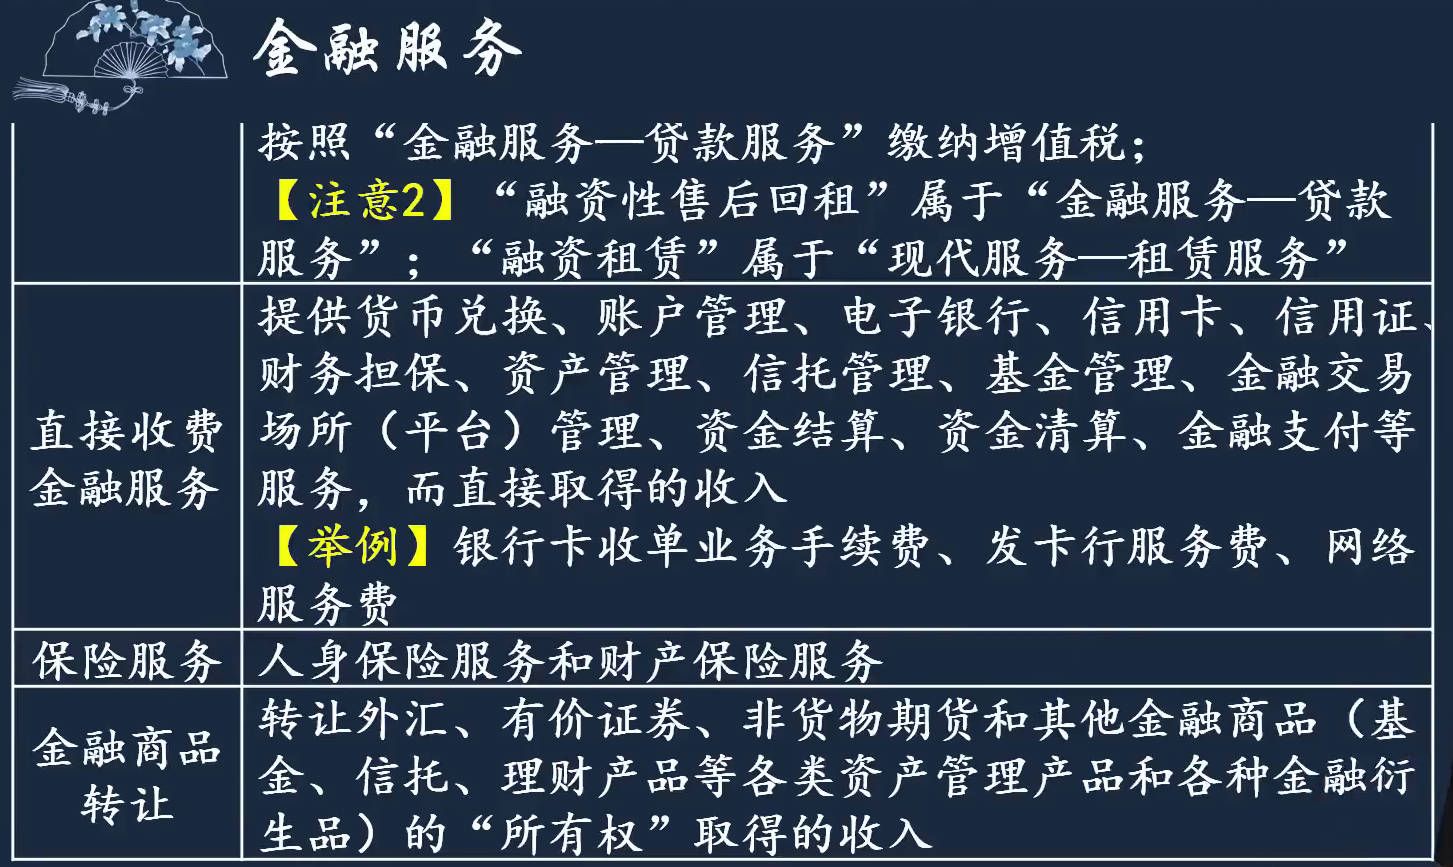 金融服务
按照“金融服务—贷款服务”缴纳增值税；
【注意2】“融资性售后回租”属于“金融服务—贷款
服务”；“融资租赁”属于“现代服务—租赁服务”
直接收费
金融服务
提供货币兑换、账户管理、电子银行、信用卡、信用证、
财务担保、资产管理、信托管理、基金管理、金融交易
场所（平台）管理、资金结算、资金清算、金融支付等
服务，而直接取得的收入
【举例】银行卡收单业务手续费、发卡行服务费、网络
服务费
保险服务
人身保险服务和财产保险服务
金融商品
转让
转让外汇、有价证券、非货物期货和其他金融商品（基
金、信托、理财产品等各类资产管理产品和各种金融衍
生品）的“所有权”取得的收入